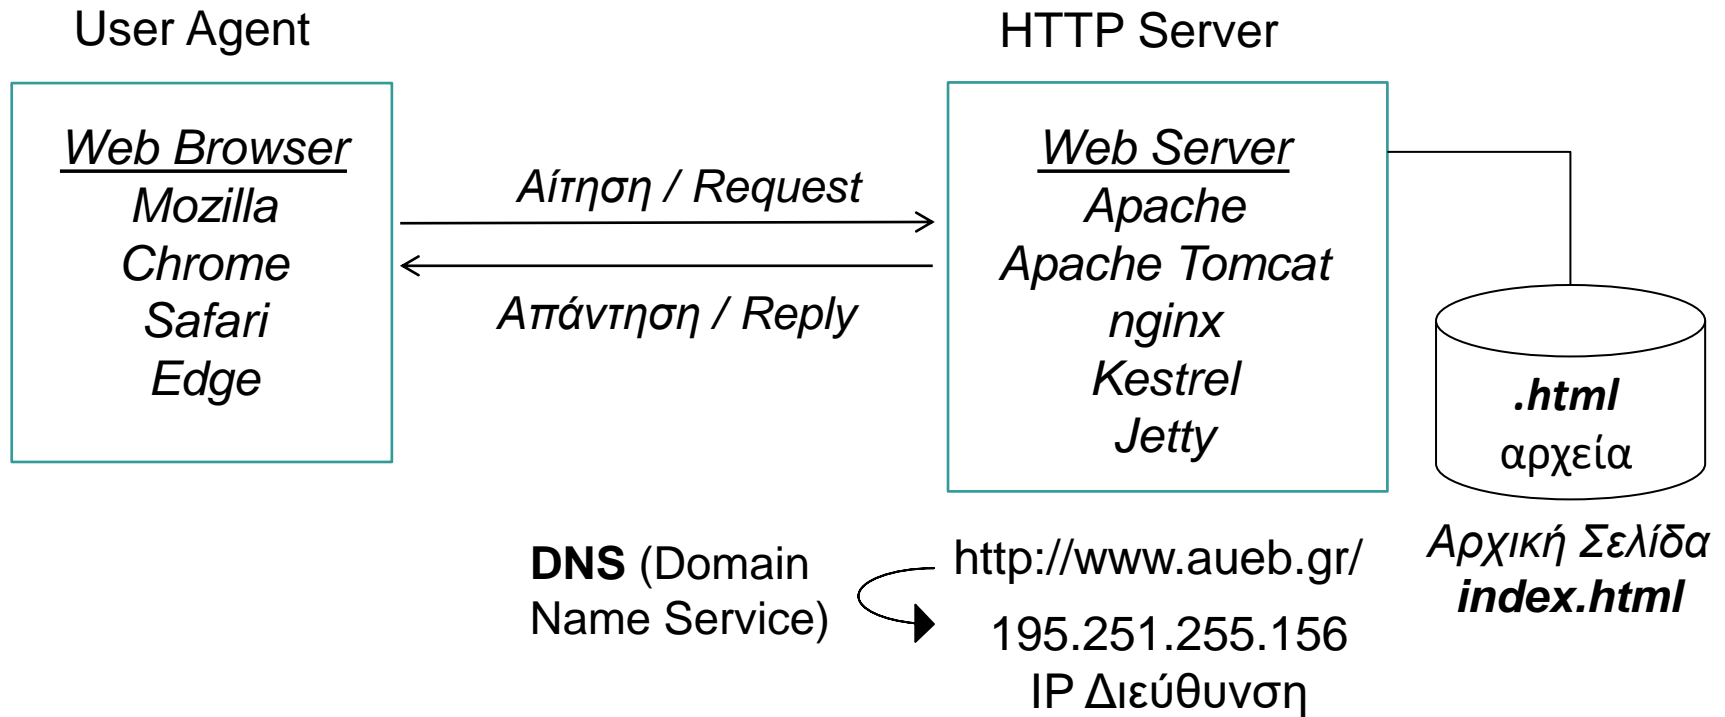 User Agent
HTTP Server
Web Browser
Mozilla
Chrome
Safari
Edge
Αίτηση / Request
Απάντηση / Reply
Web Server
Apache
Apache Tomcat
nginx
Kestrel
Jetty
.html
αρχεία
Αρχική Σελίδα
index.html
DNS (Domain
Name Service)
http://www.aueb.gr/
195.251.255.156
IP Διεύθυνση